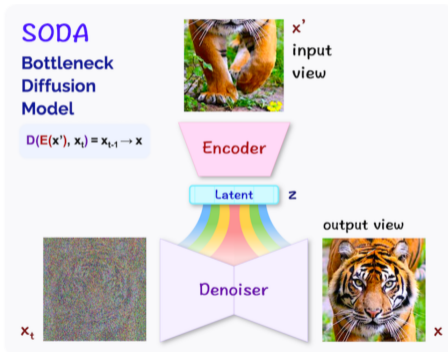 SODA
Bottleneck
Diffusion
Model
D(E(x'), xₜ) = xₜ₋₁ → x
x'
input
view
Encoder
Latent
z
output view
Denoiser
xₜ
x